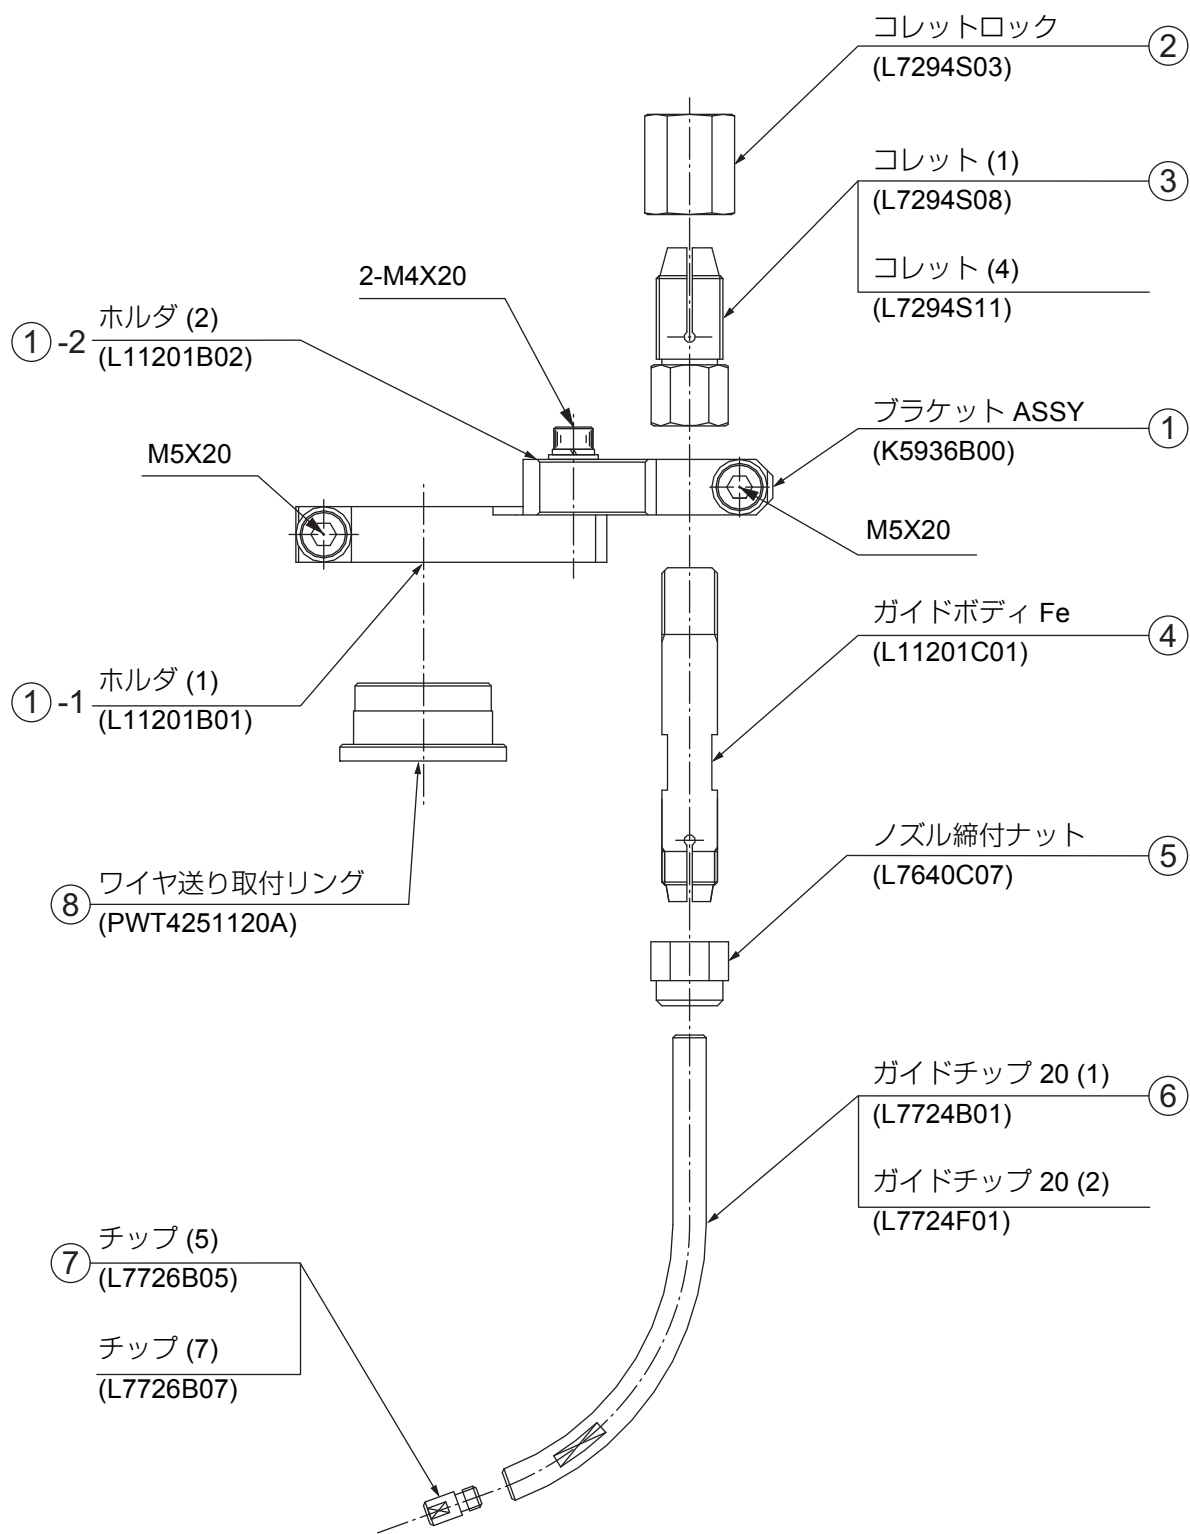 コレットロック
②
(L7294S03)
コレット (1)
③
(L7294S08)
コレット (4)
(L7294S11)
2-M4X20
ホルダ (2)
①-2
(L11201B02)
ブラケット ASSY
①
(K5936B00)
M5X20
M5X20
ガイドボディ Fe
④
(L11201C01)
ホルダ (1)
①-1
(L11201B01)
ノズル締付ナット
⑤
(L7640C07)
ワイヤ送り取付リング
⑧
(PWT4251120A)
ガイドチップ 20 (1)
⑥
(L7724B01)
ガイドチップ 20 (2)
(L7724F01)
チップ (5)
⑦
(L7726B05)
チップ (7)
(L7726B07)